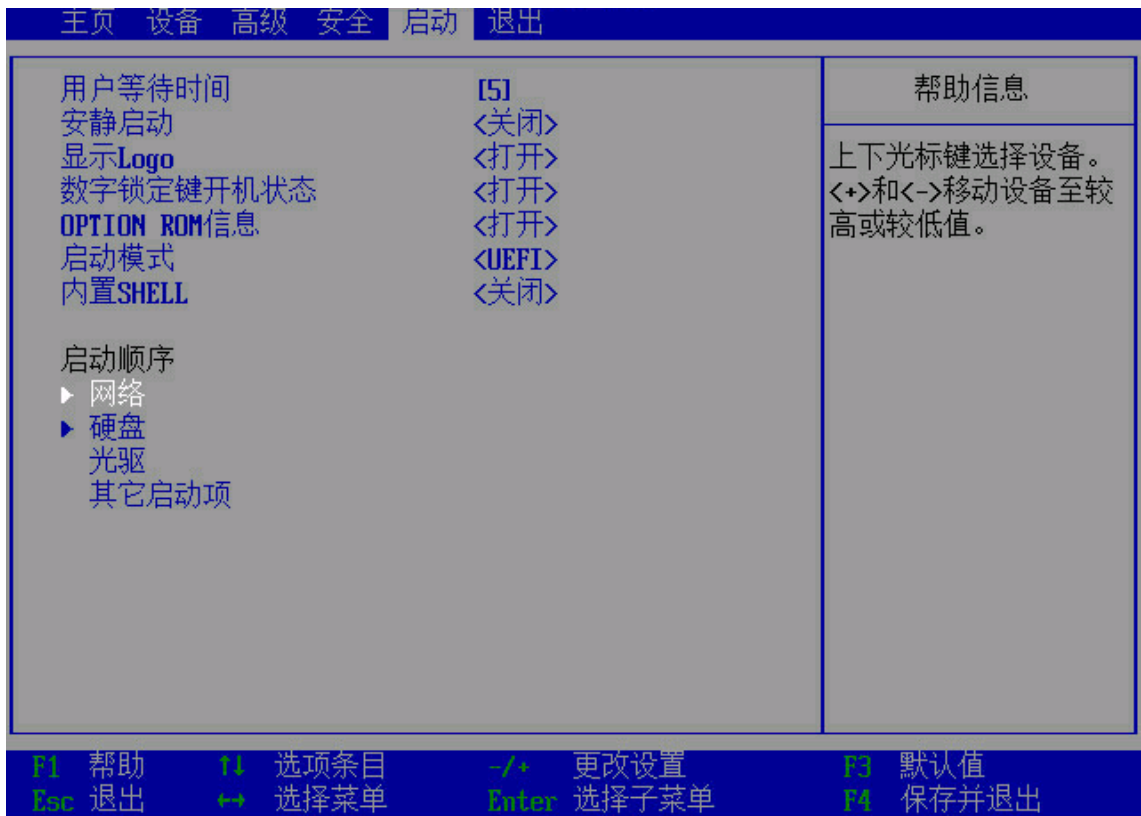 主页 设备 高级 安全 启动 退出
用户等待时间 [5]
安静启动 <关闭>
显示Logo <打开>
数字锁定键开机状态 <打开>
OPTION ROM信息 <打开>
启动模式 <UEFI>
内置SHELL <关闭>
启动顺序
网络
硬盘
光驱
其它启动项
帮助信息
上下光标键选择设备。
<+>和<->移动设备至较
高或较低值。
F1 帮助 ↑↓ 选项条目 -/+ 更改设置 F3 默认值
Esc 退出 ←→ 选择菜单 Enter 选择子菜单 F4 保存并退出